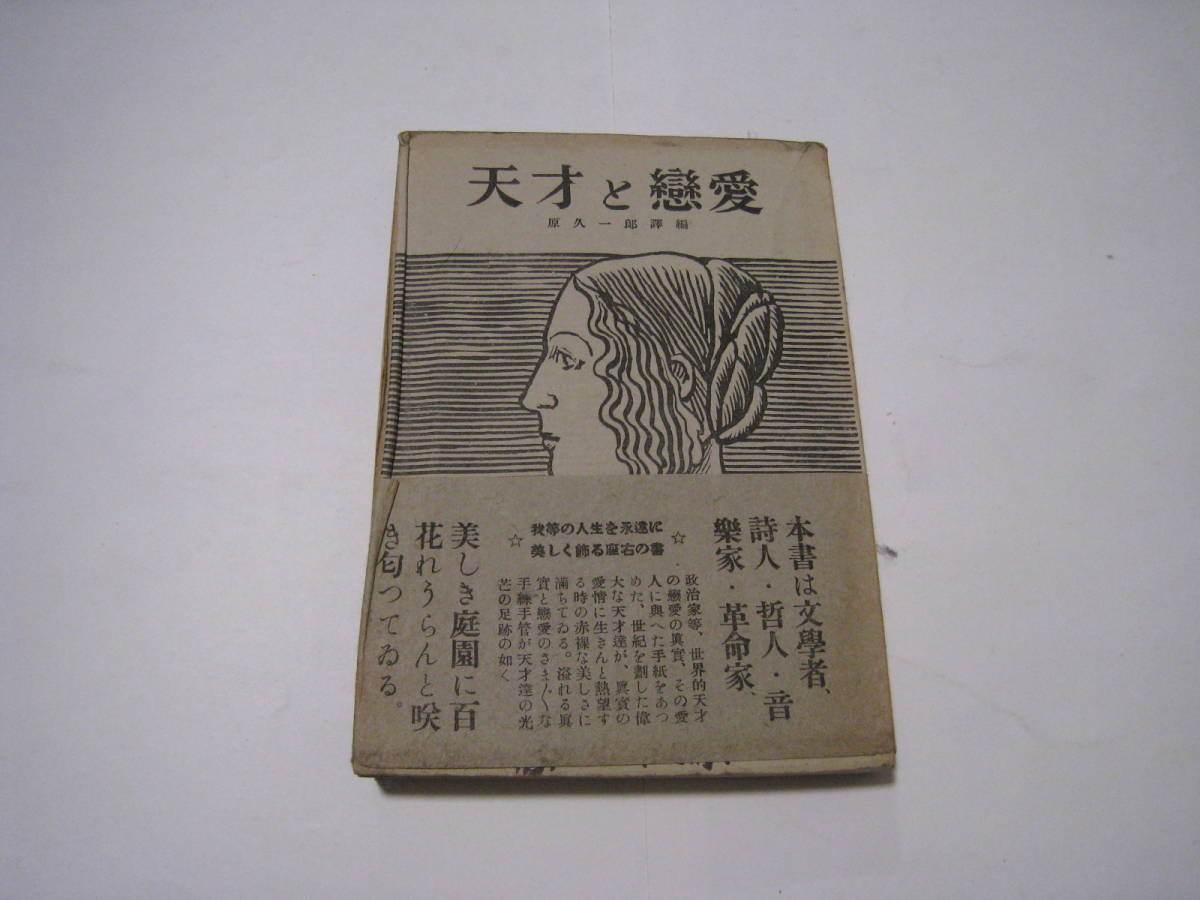 天才と戀愛
原久一郎譯編
我等の人生を永遠に
美しく飾る座右の書
☆
☆
本書は文學者、
詩人・哲人・音
樂家・革命家、
政治家等、世界的天才
の戀愛の眞實、その愛
人に與へた手紙をあつ
めた、世紀を劃した偉
大な天才達が、眞實の
愛情に生きんと熱望す
る時の赤裸な美しさに
滿ちてゐる。溢れる眞
實と戀愛のさま〴〵な
手練手管が天才達の光
芒の足跡の如く
美しき庭園に百
花れうらんと咲
き匂つてゐる。